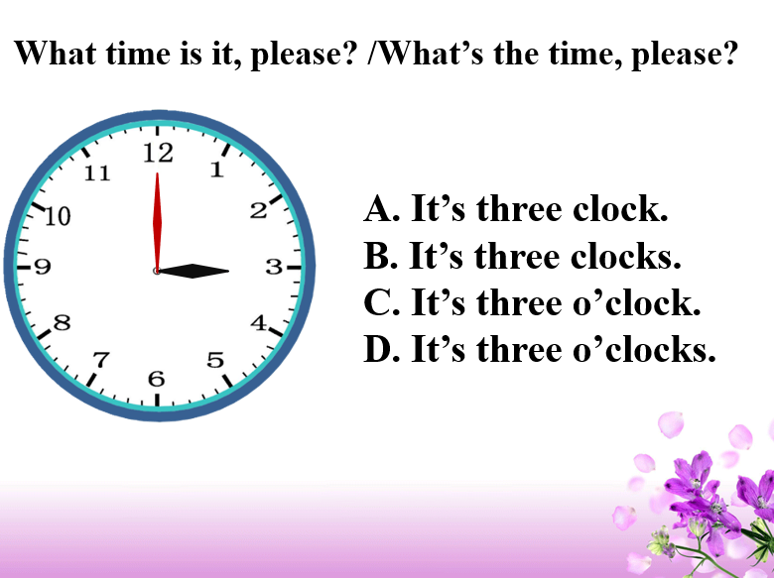 What time is it, please? /What’s the time, please?
12
11
1
10
2
9
3
8
4
7
5
6
A. It’s three clock.
B. It’s three clocks.
C. It’s three o’clock.
D. It’s three o’clocks.